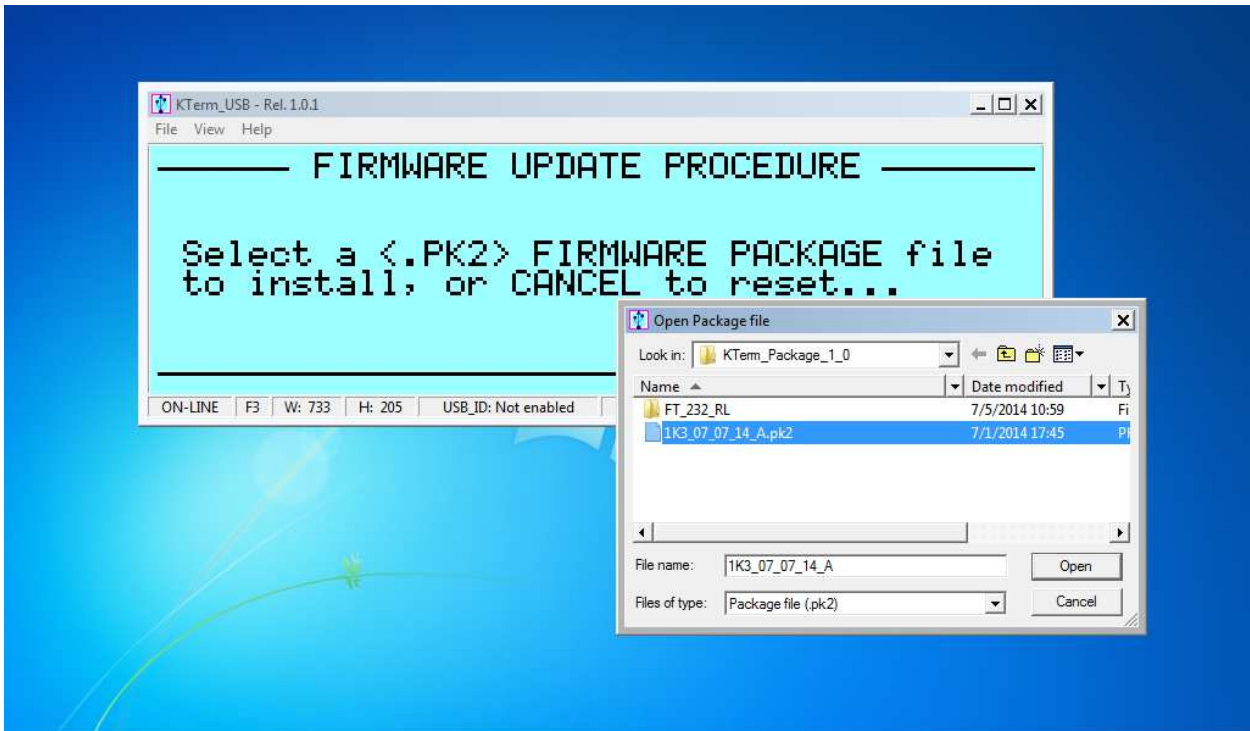 KTerm_USB - Rel. 1.0.1
File View Help
FIRMWARE UPDATE PROCEDURE
Select a <.PK2> FIRMWARE PACKAGE file
to install, or CANCEL to reset...
ON-LINE F3 W: 733 H: 205 USB_ID: Not enabled
Open Package file
Look in: KTerm_Package_1_0
Name Date modified
FT_232_RL 7/5/2014 10:59 Fi
1K3_07_07_14_A.pk2 7/1/2014 17:45
File name: 1K3_07_07_14_A Open
Files of type: Package file (.pk2) Cancel